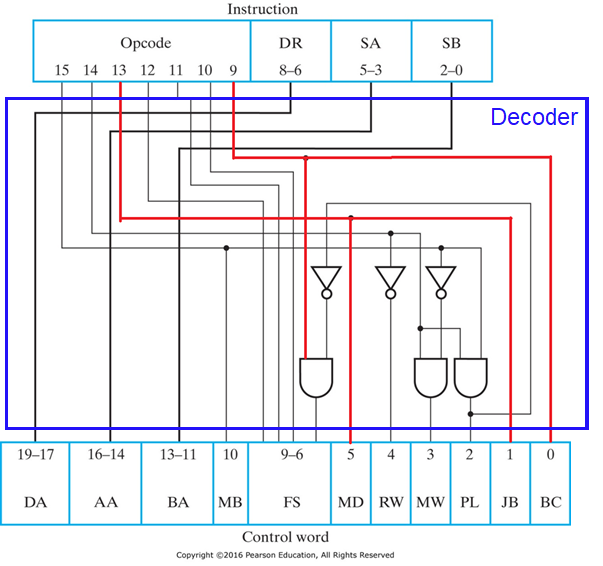 Instruction
Opcode DR SA SB
15 14 13 12 11 10 9 8–6 5–3 2–0
Decoder
19–17 16–14 13–11 10 9–6 5 4 3 2 1 0
DA AA BA MB FS MD RW MW PL JB BC
Control word
Copyright ©2016 Pearson Education, All Rights Reserved